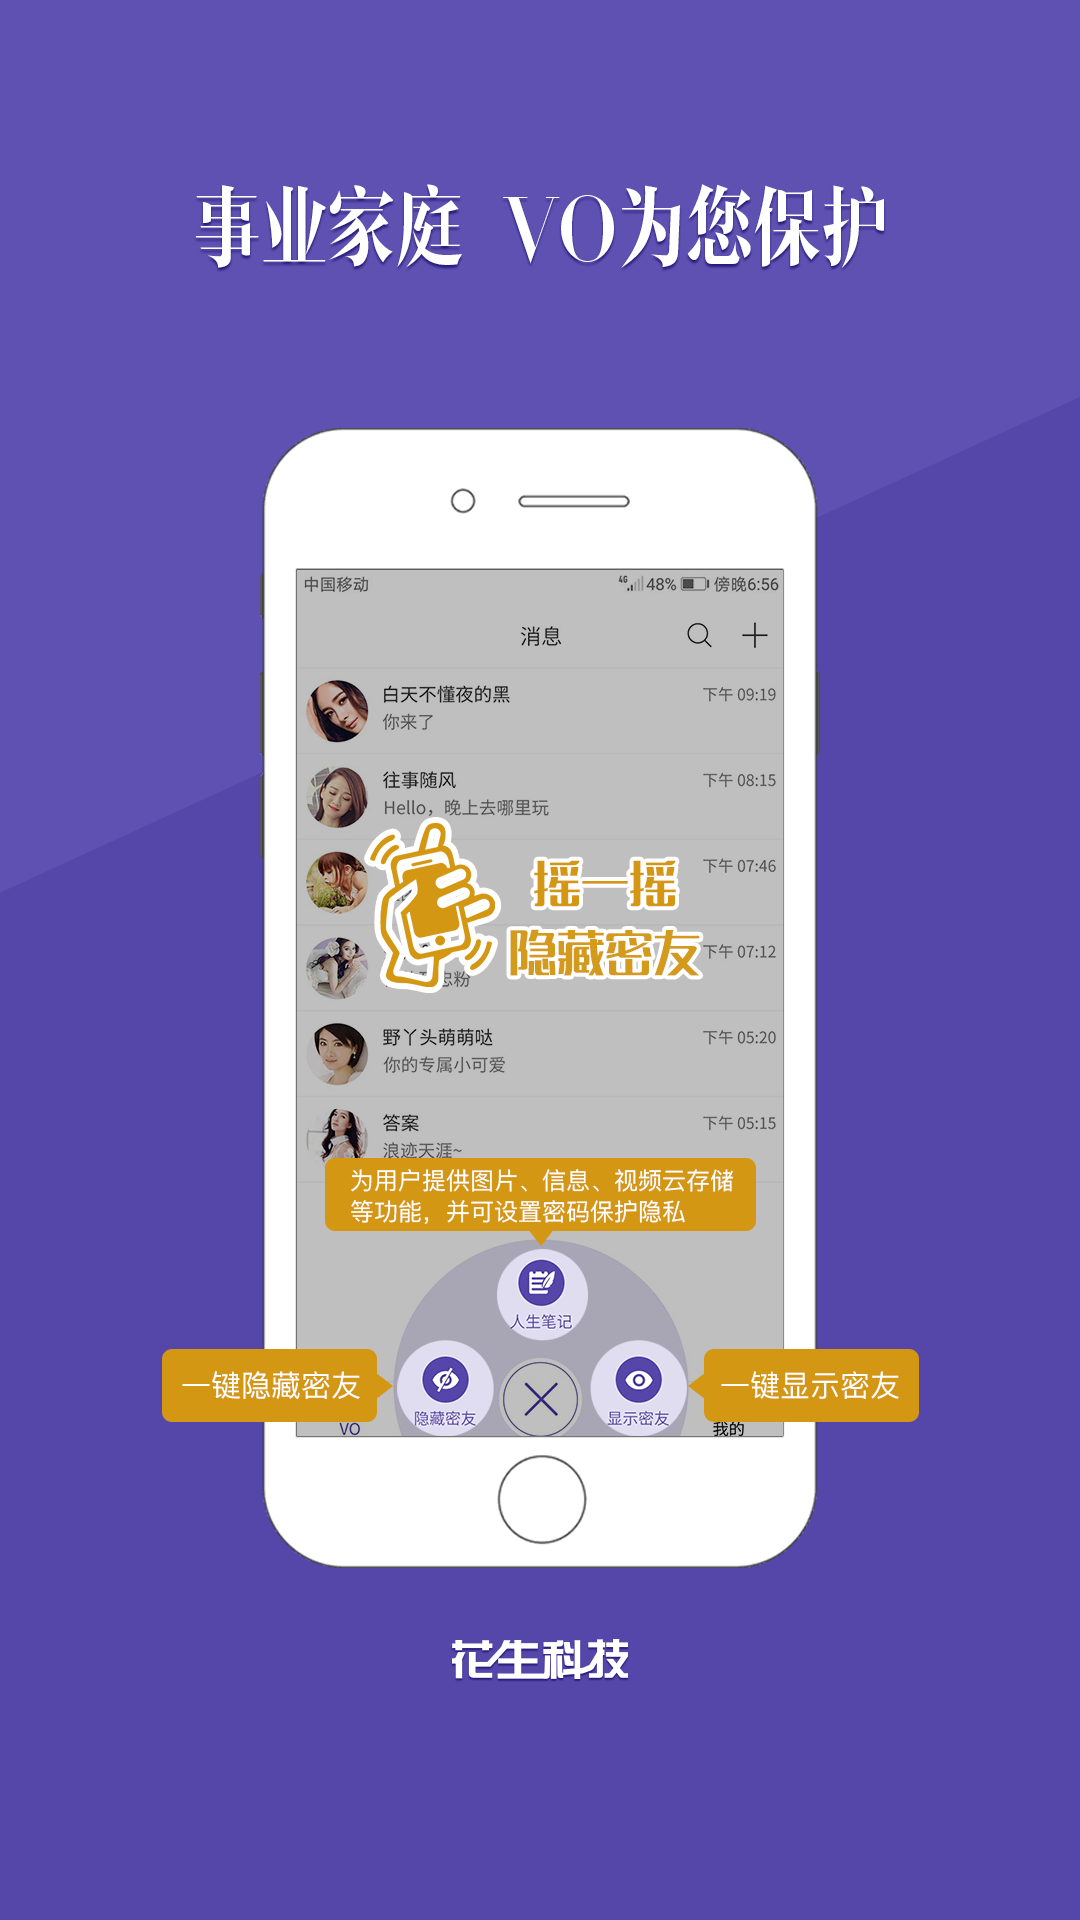 事业家庭 VO为您保护
中国移动
4G 48% 傍晚6:56
消息
白天不懂夜的黑
下午 09:19
你来了
往事随风
下午 08:15
Hello，晚上去哪里玩
下午 07:46
摇一摇
隐藏密友
下午 07:12
忠粉
野丫头萌萌哒
下午 05:20
你的专属小可爱
答案
下午 05:15
浪迹天涯~
为用户提供图片、信息、视频云存储
等功能，并可设置密码保护隐私
人生笔记
一键隐藏密友
一键显示密友
隐藏密友
显示密友
VO
我的
花生科技